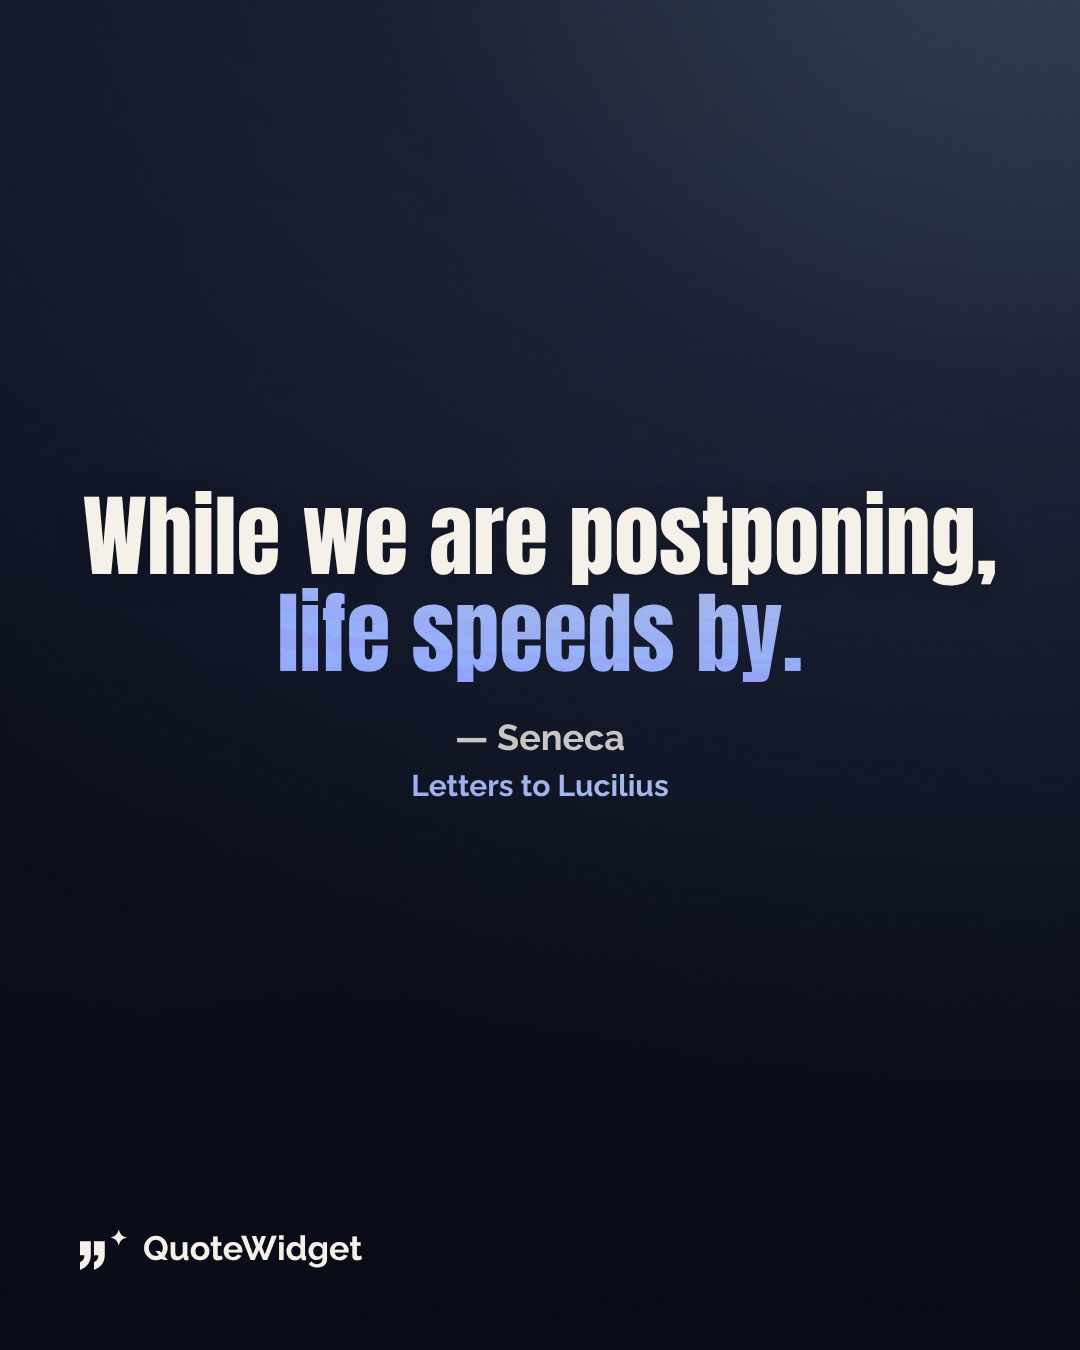 While we are postponing,
life speeds by.
— Seneca
Letters to Lucilius
QuoteWidget